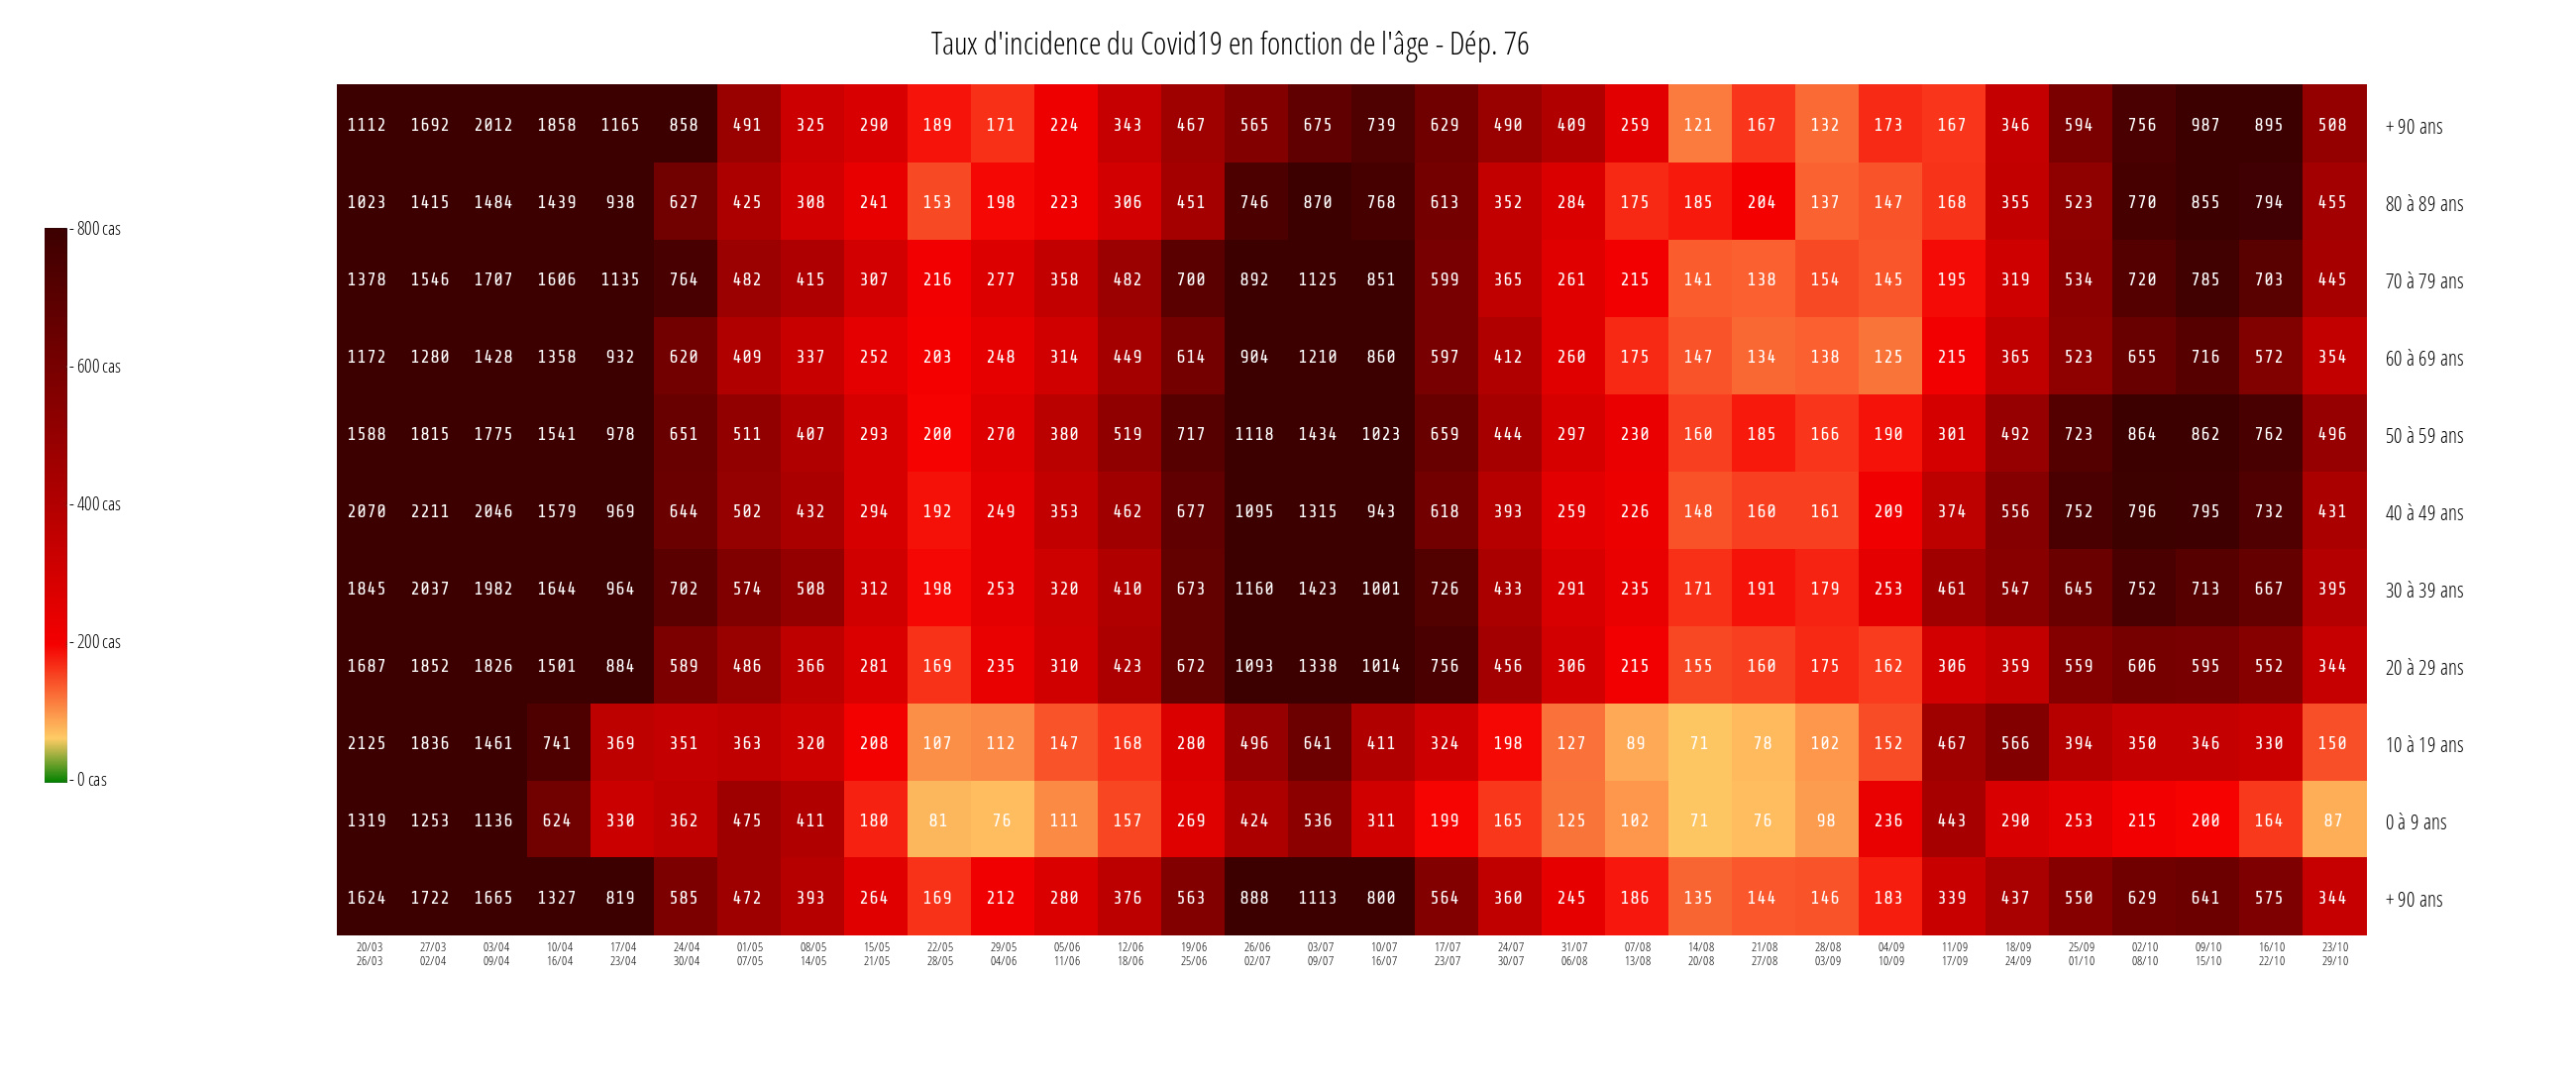 Taux d'incidence du Covid19 en fonction de l'âge - Dép. 76
1112 1692 2012 1858 1165 858 491 325 290 189 171 224 343 467 565 675 739 629 490 409 259 121 167 132 173 167 346 594 756 987 895 508 + 90 ans
1023 1415 1484 1439 938 627 425 308 241 153 198 223 306 451 746 870 768 613 352 284 175 185 204 137 147 168 355 523 770 855 794 455 80 à 89 ans
- 800 cas
1378 1546 1707 1606 1135 764 482 415 307 216 277 358 482 700 892 1125 851 599 365 261 215 141 138 154 145 195 319 534 720 785 703 445 70 à 79 ans
1172 1280 1428 1358 932 620 409 337 252 203 248 314 449 614 904 1210 860 597 412 260 175 147 134 138 125 215 365 523 655 716 572 354 60 à 69 ans
- 600 cas
1588 1815 1775 1541 978 651 511 407 293 200 270 380 519 717 1118 1434 1023 659 444 297 230 160 185 166 190 301 492 723 864 862 762 496 50 à 59 ans
- 400 cas
2070 2211 2046 1579 969 644 502 432 294 192 249 353 462 677 1095 1315 943 618 393 259 226 148 160 161 209 374 556 752 796 795 732 431 40 à 49 ans
1845 2037 1982 1644 964 702 574 508 312 198 253 320 410 673 1160 1423 1001 726 433 291 235 171 191 179 253 461 547 645 752 713 667 395 30 à 39 ans
- 200 cas
1687 1852 1826 1501 884 589 486 366 281 169 235 310 423 672 1093 1338 1014 756 456 306 215 155 160 175 162 306 359 559 606 595 552 344 20 à 29 ans
2125 1836 1461 741 369 351 363 320 208 107 112 147 168 280 496 641 411 324 198 127 89 71 78 102 152 467 566 394 350 346 330 150 10 à 19 ans
- 0 cas
1319 1253 1136 624 330 362 475 411 180 81 76 111 157 269 424 536 311 199 165 125 102 71 76 98 236 443 290 253 215 200 164 87 0 à 9 ans
1624 1722 1665 1327 819 585 472 393 264 169 212 280 376 563 888 1113 800 564 360 245 186 135 144 146 183 339 437 550 629 641 575 344 + 90 ans
20/03 27/03 03/04 10/04 17/04 24/04 01/05 08/05 15/05 22/05 29/05 05/06 12/06 19/06 26/06 03/07 10/07 17/07 24/07 31/07 07/08 14/08 21/08 28/08 04/09 11/09 18/09 25/09 02/10 09/10 16/10 23/10
26/03 02/04 09/04 16/04 23/04 30/04 07/05 14/05 21/05 28/05 04/06 11/06 18/06 25/06 02/07 09/07 16/07 23/07 30/07 06/08 13/08 20/08 27/08 03/09 10/09 17/09 24/09 01/10 08/10 15/10 22/10 29/10